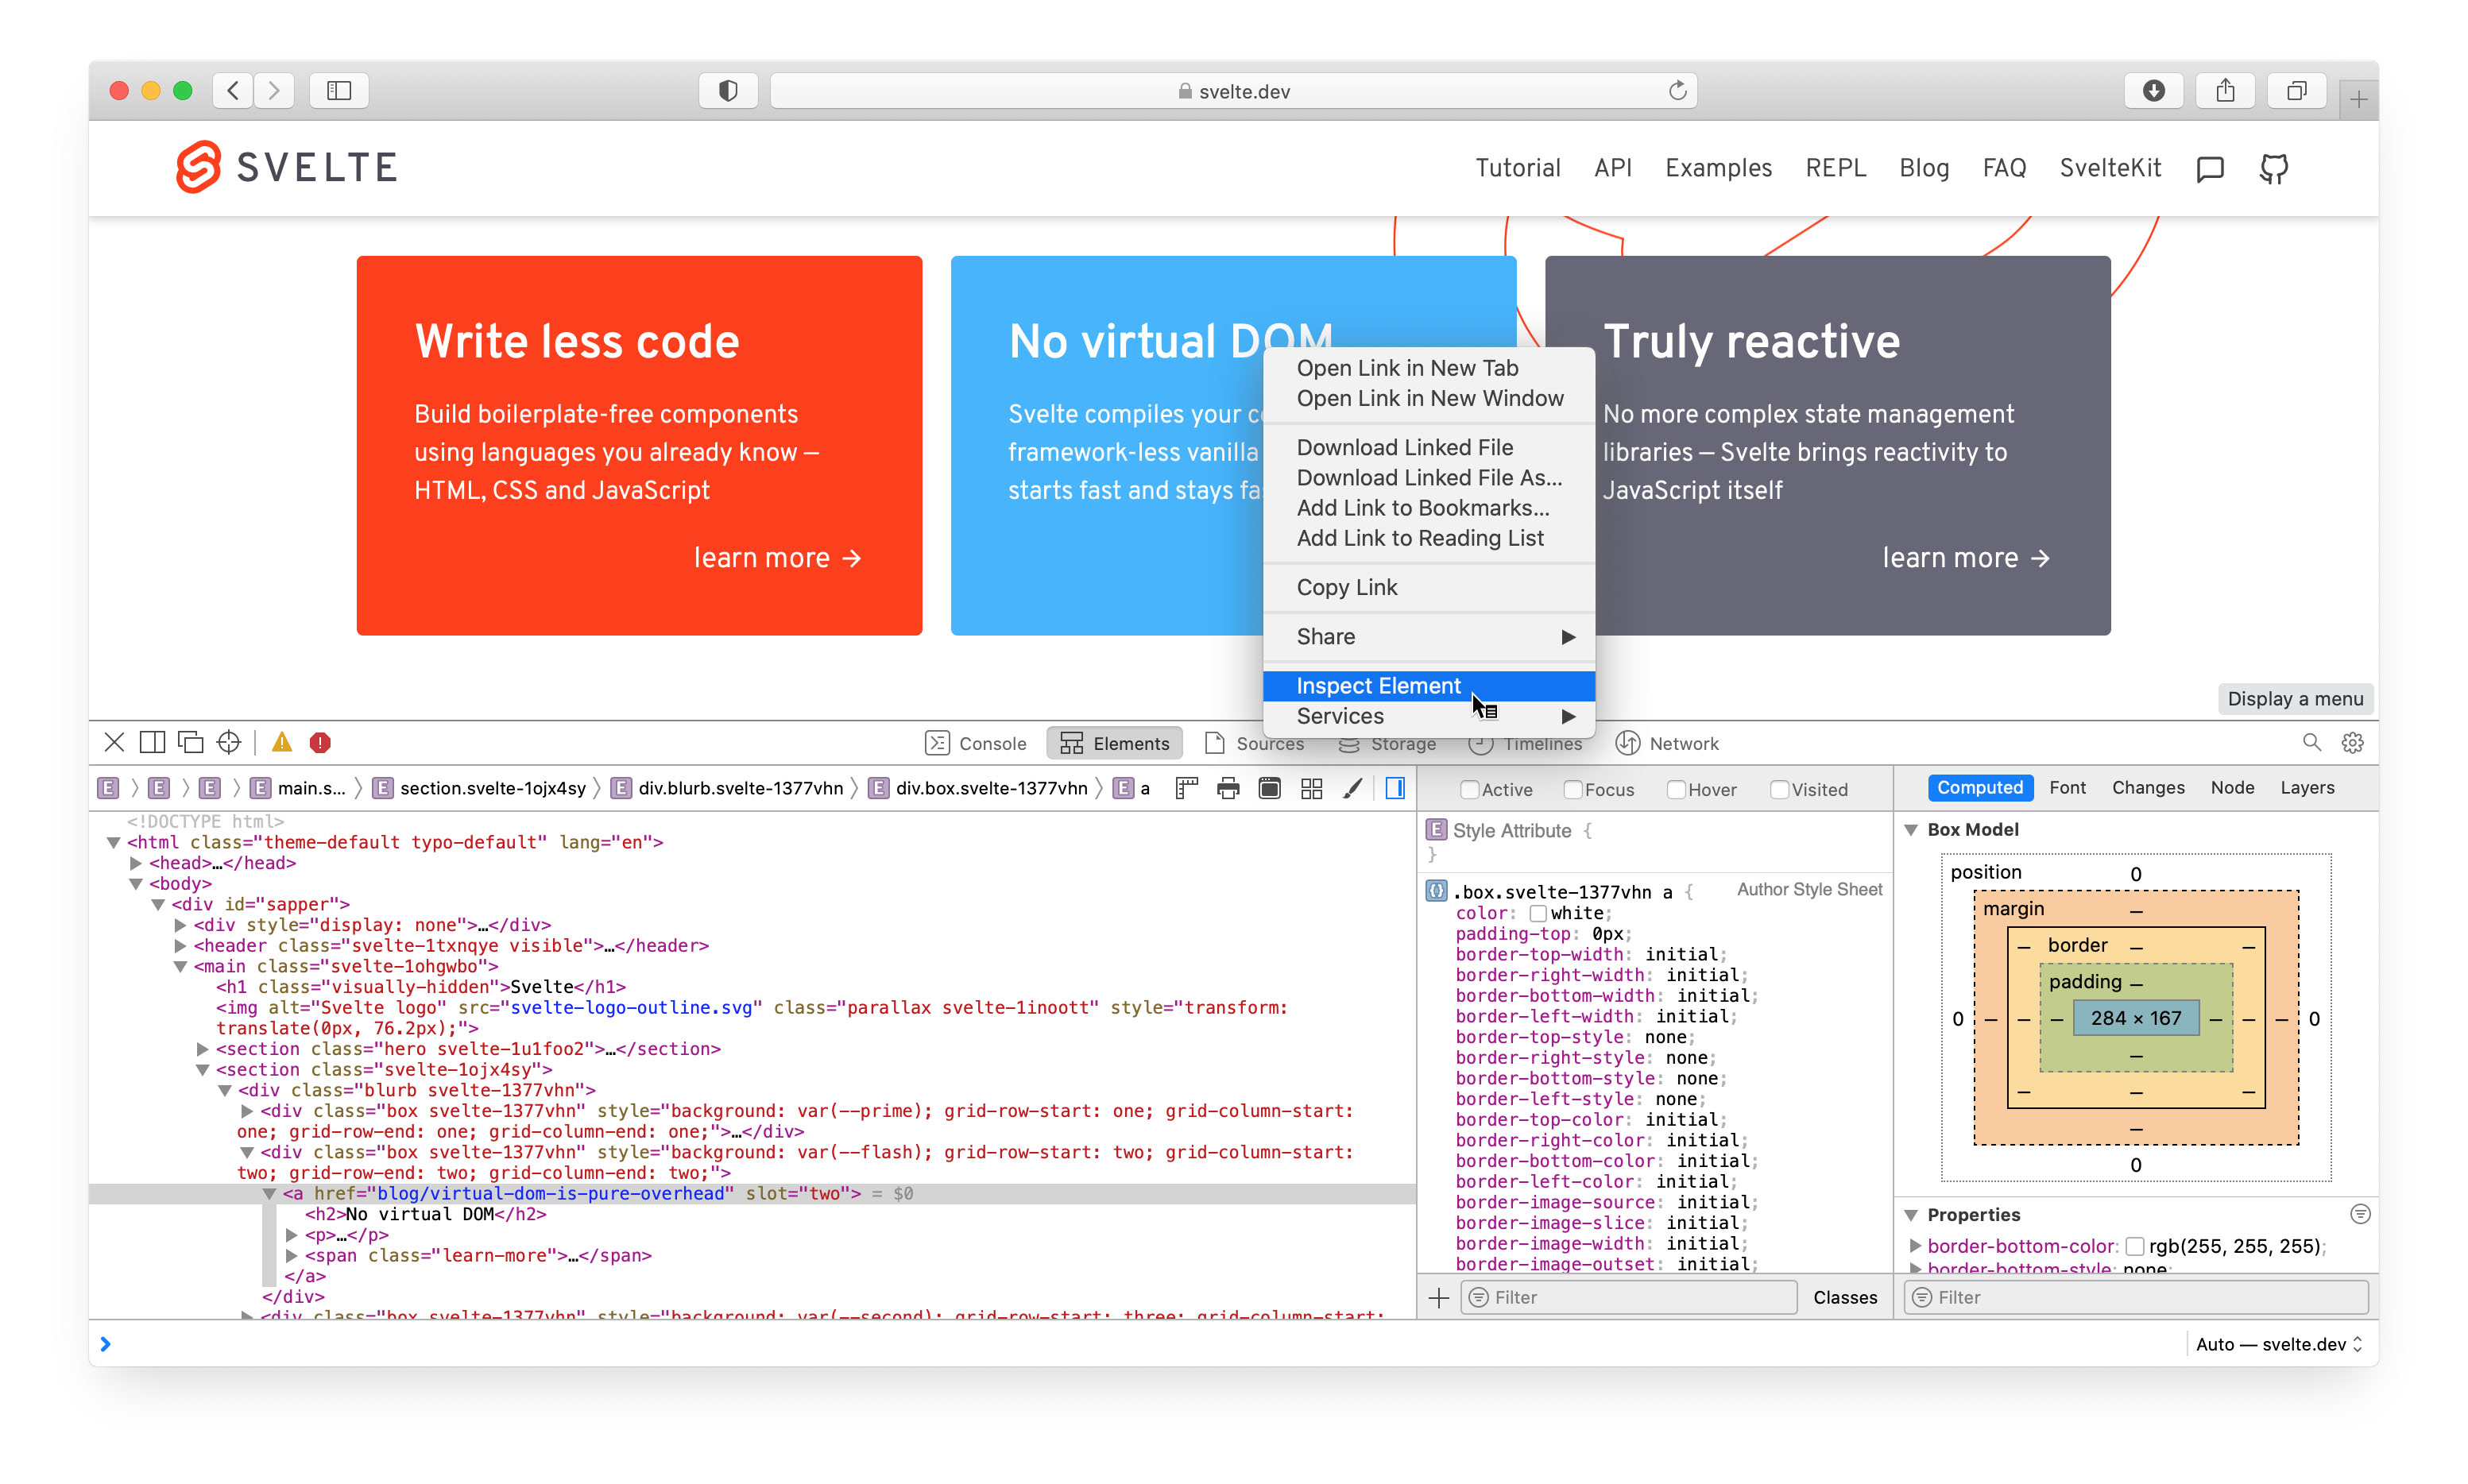 svelte.dev
SVELTE
Tutorial API Examples REPL Blog FAQ SvelteKit
Write less code
Build boilerplate-free components
using languages you already know —
HTML, CSS and JavaScript
learn more →
No virtual DOM
Svelte compiles your
framework-less vanilla
starts fast and stays
Truly reactive
No more complex state management
libraries — Svelte brings reactivity to
JavaScript itself
learn more →
Open Link in New Tab
Open Link in New Window
Download Linked File
Download Linked File As...
Add Link to Bookmarks...
Add Link to Reading List
Copy Link
Share
Inspect Element
Services
Display a menu
Console Elements Sources Storage Timelines Network
E E E E main.s... E section.svelte-1ojx4sy E div.blurb.svelte-1377vhn E div.box.svelte-1377vhn E a
<!DOCTYPE html>
<html class="theme-default typo-default" lang="en">
<head>…</head>
<body>
<div id="sapper">
<div style="display: none">…</div>
<header class="svelte-1txnqye visible">…</header>
<main class="svelte-1ohgwbo">
<h1 class="visually-hidden">Svelte</h1>
<img alt="Svelte logo" src="svelte-logo-outline.svg" class="parallax svelte-1inoott" style="transform:
translate(0px, 76.2px);">
<section class="hero svelte-1u1foo2">…</section>
<section class="svelte-1ojx4sy">
<div class="blurb svelte-1377vhn">
<div class="box svelte-1377vhn" style="background: var(--prime); grid-row-start: one; grid-column-start:
one; grid-row-end: one; grid-column-end: one;">…</div>
<div class="box svelte-1377vhn" style="background: var(--flash); grid-row-start: two; grid-column-start:
two; grid-row-end: two; grid-column-end: two;">
<a href="blog/virtual-dom-is-pure-overhead" slot="two"> = $0
<h2>No virtual DOM</h2>
<p>…</p>
<span class="learn-more">…</span>
</a>
</div>
<div class="box svelte-1377vhn" style="background: var(--second); grid-row-start: three; grid-column-start:
Active Focus Hover Visited
E Style Attribute {
}
.box.svelte-1377vhn a { Author Style Sheet
color: white;
padding-top: 0px;
border-top-width: initial;
border-right-width: initial;
border-bottom-width: initial;
border-left-width: initial;
border-top-style: none;
border-right-style: none;
border-bottom-style: none;
border-left-style: none;
border-top-color: initial;
border-right-color: initial;
border-bottom-color: initial;
border-left-color: initial;
border-image-source: initial;
border-image-slice: initial;
border-image-width: initial;
border-image-outset: initial;
Filter Classes
Computed Font Changes Node Layers
Box Model
position 0
margin –
– border – –
padding –
0 – – – 284 × 167 – – – 0
–
– – –
–
0
Properties
border-bottom-color: rgb(255, 255, 255);
border-bottom-style: none;
Filter
Auto — svelte.dev